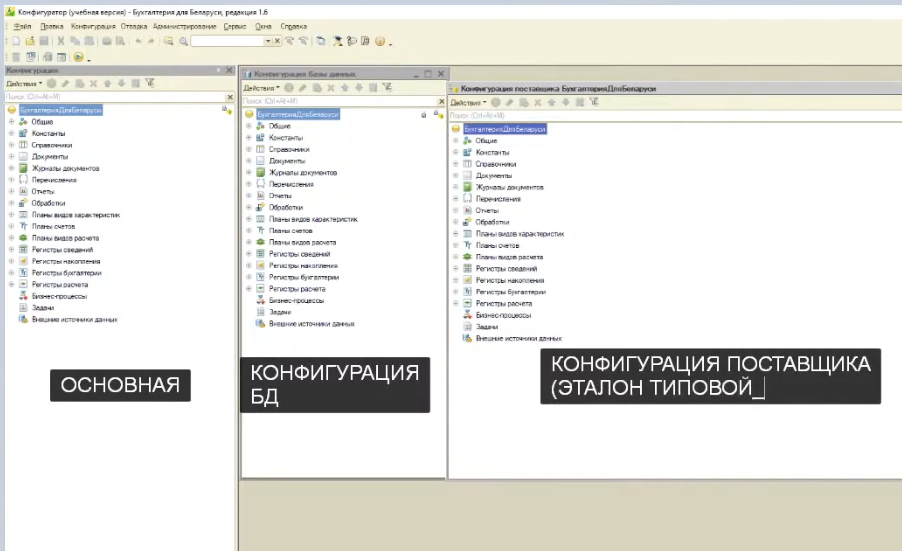 Конфигуратор (учебная версия) - Бухгалтерия для Беларуси, редакция 1.6
Файл Правка Конфигурация Отладка Администрирование Сервис Окна Справка
Конфигурация
Действия
Поиск (Ctrl+Alt+M)
БухгалтерияДляБеларуси
Общие
Константы
Справочники
Документы
Журналы документов
Перечисления
Отчеты
Обработки
Планы видов характеристик
Планы счетов
Планы видов расчета
Регистры сведений
Регистры накопления
Регистры бухгалтерии
Регистры расчета
Бизнес-процессы
Задачи
Внешние источники данных
ОСНОВНАЯ
Конфигурация базы данных
Действия
Поиск (Ctrl+Alt+M)
БухгалтерияДляБеларуси
Общие
Константы
Справочники
Документы
Журналы документов
Перечисления
Отчеты
Обработки
Планы видов характеристик
Планы счетов
Планы видов расчета
Регистры сведений
Регистры накопления
Регистры бухгалтерии
Регистры расчета
Бизнес-процессы
Задачи
Внешние источники данных
КОНФИГУРАЦИЯ
БД
Конфигурация поставщика БухгалтерияДляБеларуси
Действия
Поиск (Ctrl+Alt+M)
БухгалтерияДляБеларуси
Общие
Константы
Справочники
Документы
Журналы документов
Перечисления
Отчеты
Обработки
Планы видов характеристик
Планы счетов
Планы видов расчета
Регистры сведений
Регистры накопления
Регистры бухгалтерии
Регистры расчета
Бизнес-процессы
Задачи
Внешние источники данных
КОНФИГУРАЦИЯ ПОСТАВЩИКА
(ЭТАЛОН ТИПОВОЙ_